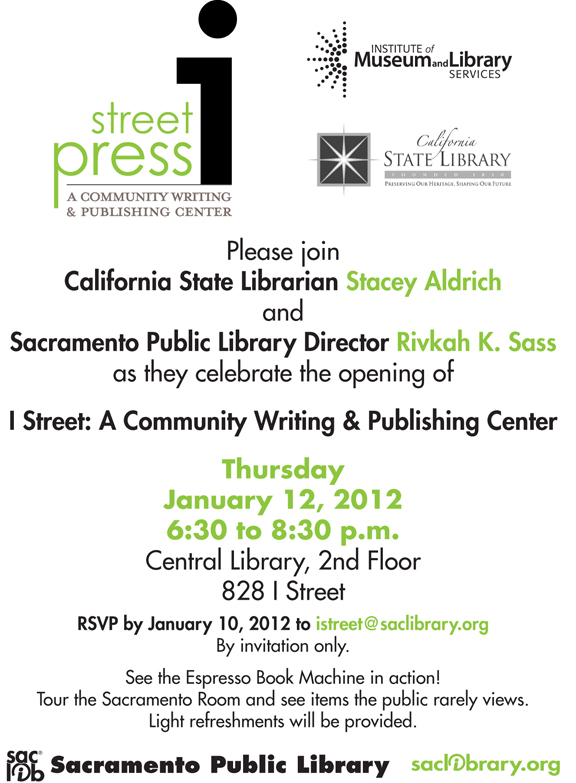 i
street
press
A COMMUNITY WRITING
& PUBLISHING CENTER
INSTITUTE of
MuseumandLibrary
SERVICES
California
STATE LIBRARY
FOUNDED 1850
PRESERVING OUR HERITAGE, SHAPING OUR FUTURE
Please join
California State Librarian Stacey Aldrich
and
Sacramento Public Library Director Rivkah K. Sass
as they celebrate the opening of
I Street: A Community Writing & Publishing Center
Thursday
January 12, 2012
6:30 to 8:30 p.m.
Central Library, 2nd Floor
828 I Street
RSVP by January 10, 2012 to istreet@saclibrary.org
By invitation only.
See the Espresso Book Machine in action!
Tour the Sacramento Room and see items the public rarely views.
Light refreshments will be provided.
sac
lib
Sacramento Public Library
saclibrary.org